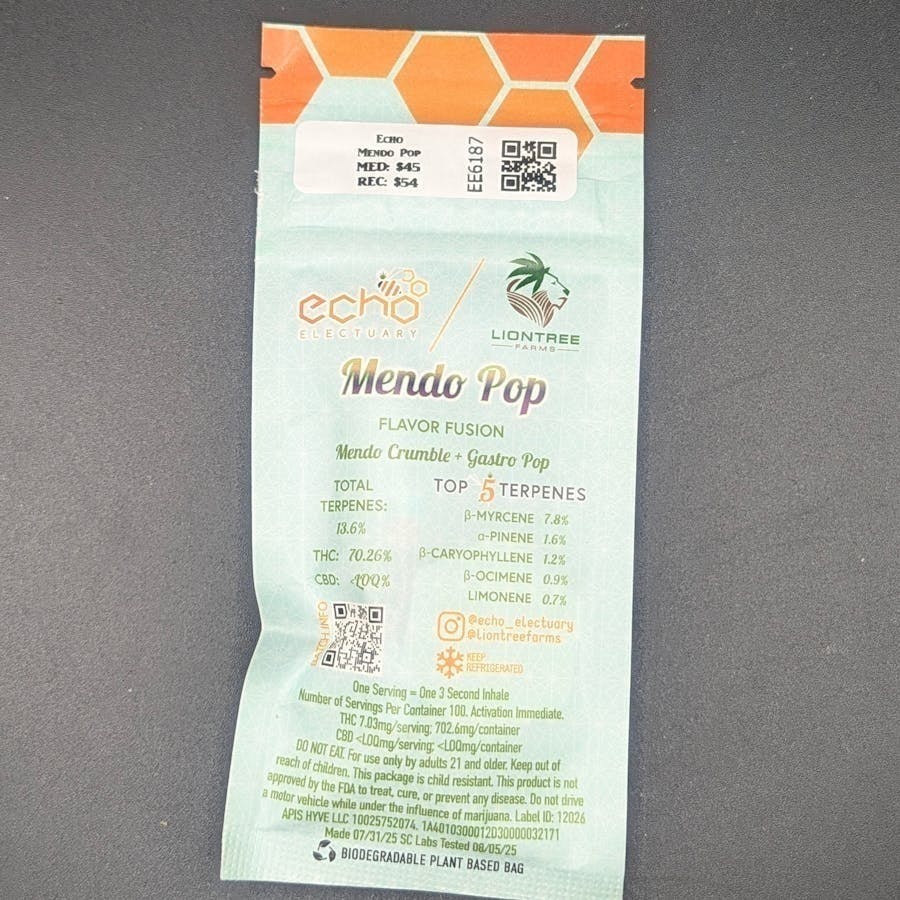 Echo
Mendo Pop
MED: $45
REC: $54
EE6187
echo
ELECTUARY
LIONTREE
FARMS
Mendo Pop
FLAVOR FUSION
Mendo Crumble + Gastro Pop
TOTAL
TERPENES:
13.6%
THC: 70.26%
CBD: <LOQ%
TOP 5 TERPENES
β-MYRCENE 7.8%
α-PINENE 1.6%
β-CARYOPHYLLENE 1.2%
β-OCIMENE 0.9%
LIMONENE 0.7%
BATCH INFO
@echo_electuary
@liontreefarms
KEEP
REFRIGERATED
One Serving = One 3 Second Inhale
Number of Servings Per Container 100. Activation Immediate.
THC 7.03mg/serving; 702.6mg/container
CBD <LOQmg/serving; <LOQmg/container
DO NOT EAT. For use only by adults 21 and older. Keep out of
reach of children. This package is child resistant. This product is not
approved by the FDA to treat, cure, or prevent any disease. Do not drive
a motor vehicle while under the influence of marijuana. Label ID: 12026
APIS HYVE LLC 10025752074. 1A4010300012D30000032171
Made 07/31/25 SC Labs Tested 08/05/25
BIODEGRADABLE PLANT BASED BAG